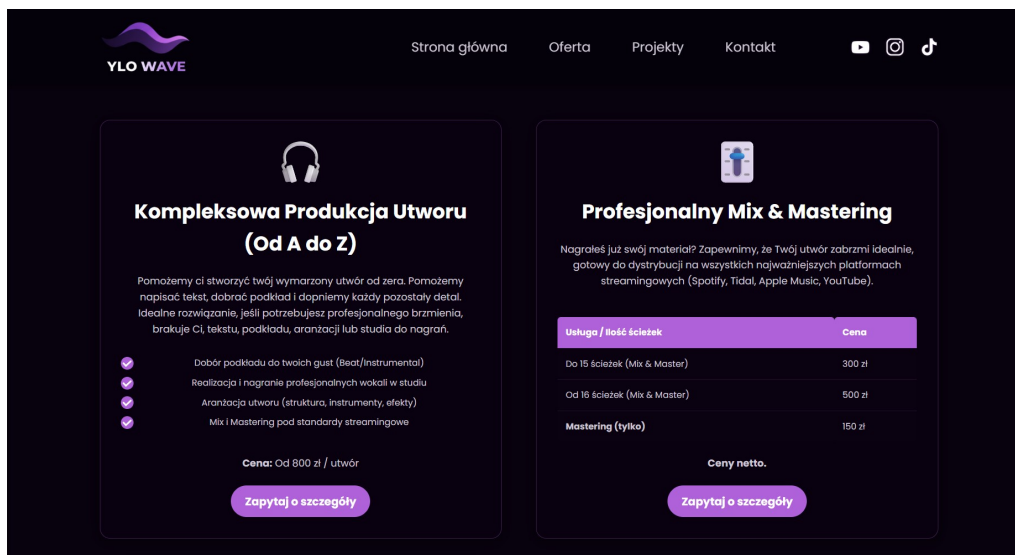 YLO WAVE
Strona główna
Oferta
Projekty
Kontakt
Kompleksowa Produkcja Utworu
(Od A do Z)
Pomożemy ci stworzyć twój wymarzony utwór od zera. Pomożemy
napisać tekst, dobrać podkład i dopniemy każdy pozostały detal.
Idealne rozwiązanie, jeśli potrzebujesz profesjonalnego brzmienia,
brakuje Ci, tekstu, podkładu, aranżacji lub studia do nagrań.
Dobór podkładu do twoich gust (Beat/Instrumental)
Realizacja i nagranie profesjonalnych wokali w studiu
Aranżacja utworu (struktura, instrumenty, efekty)
Mix i Mastering pod standardy streamingowe
Cena: Od 800 zł / utwór
Zapytaj o szczegóły
Profesjonalny Mix & Mastering
Nagrałeś już swój materiał? Zapewnimy, że Twój utwór zabrzmi idealnie,
gotowy do dystrybucji na wszystkich najważniejszych platformach
streamingowych (Spotify, Tidal, Apple Music, YouTube).
Usługa / Ilość ścieżek Cena
Do 15 ścieżek (Mix & Master) 300 zł
Od 16 ścieżek (Mix & Master) 500 zł
Mastering (tylko) 150 zł
Ceny netto.
Zapytaj o szczegóły